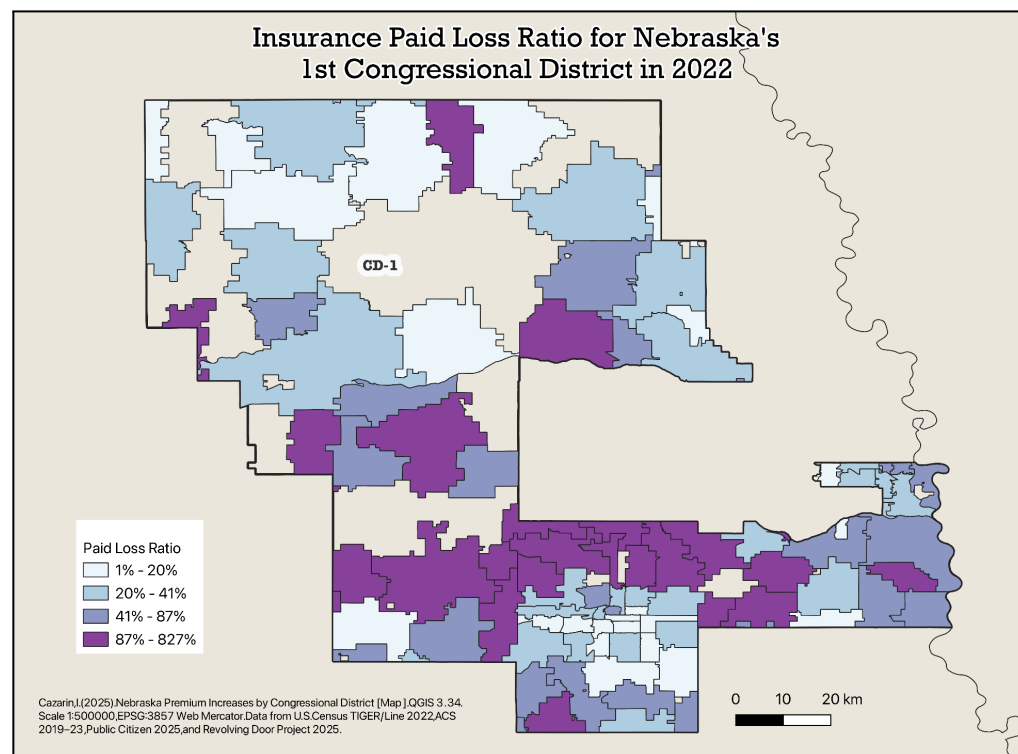 Insurance Paid Loss Ratio for Nebraska's
1st Congressional District in 2022
CD-1
Paid Loss Ratio
1% - 20%
20% - 41%
41% - 87%
87% - 827%
Cazarin,I.(2025).Nebraska Premium Increases by Congressional District [Map].QGIS 3.34.
Scale 1:500000,EPSG:3857 Web Mercator.Data from U.S.Census TIGER/Line 2022,ACS
2019–23,Public Citizen 2025,and Revolving Door Project 2025.
0 10 20 km